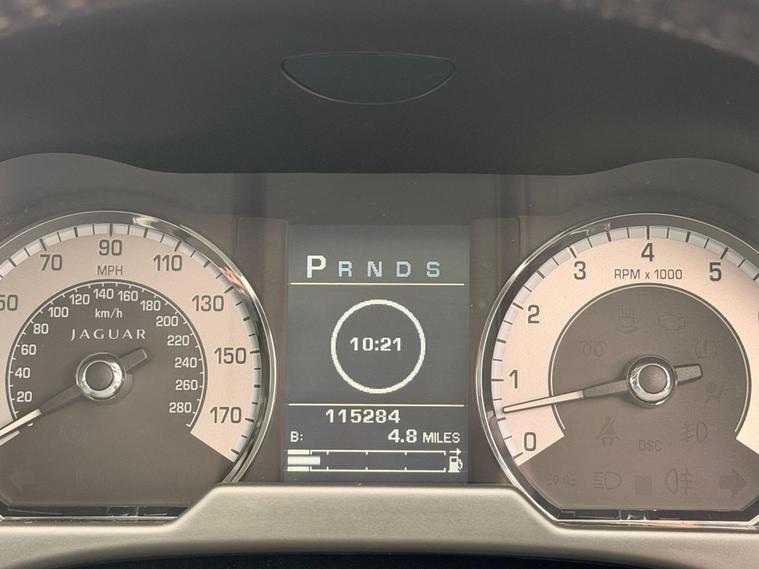 50 70 90 110 130 150 170
MPH
20 40 60 80 100 120 140 160 180 200 220 240 260 280
km/h
JAGUAR
P R N D S
10:21
115284
B: 4.8 MILES
0 1 2 3 4 5
RPM x 1000
DSC